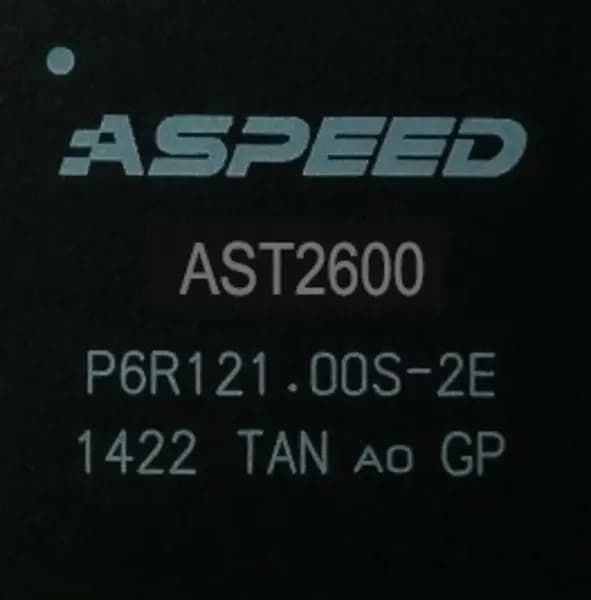 ASPEED
AST2600
P6R121.00S-2E
1422 TAN A0 GP